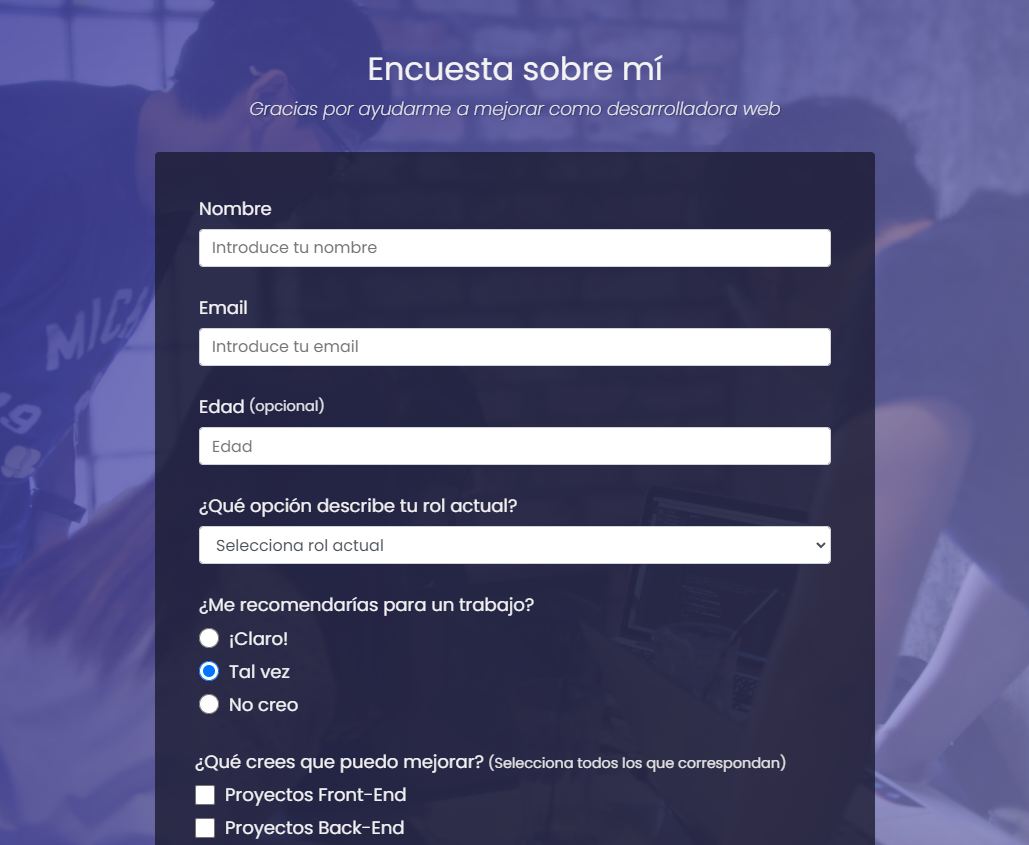 Encuesta sobre mí
Gracias por ayudarme a mejorar como desarrolladora web
Nombre
Introduce tu nombre
Email
Introduce tu email
Edad (opcional)
Edad
¿Qué opción describe tu rol actual?
Selecciona rol actual
¿Me recomendarías para un trabajo?
¡Claro!
Tal vez
No creo
¿Qué crees que puedo mejorar? (Selecciona todos los que correspondan)
Proyectos Front-End
Proyectos Back-End